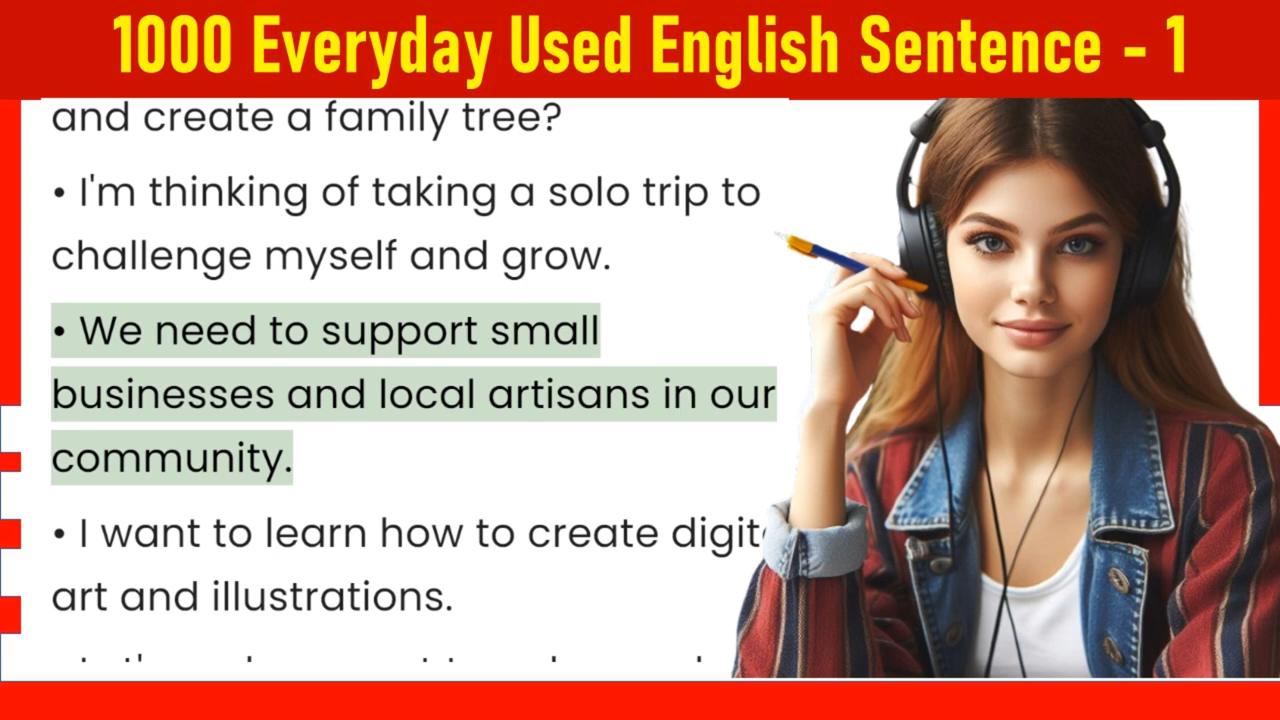 1000 Everyday Used English Sentence - 1
and create a family tree?
• I'm thinking of taking a solo trip to
challenge myself and grow.
• We need to support small
businesses and local artisans in our
community.
• I want to learn how to create
art and illustrations.